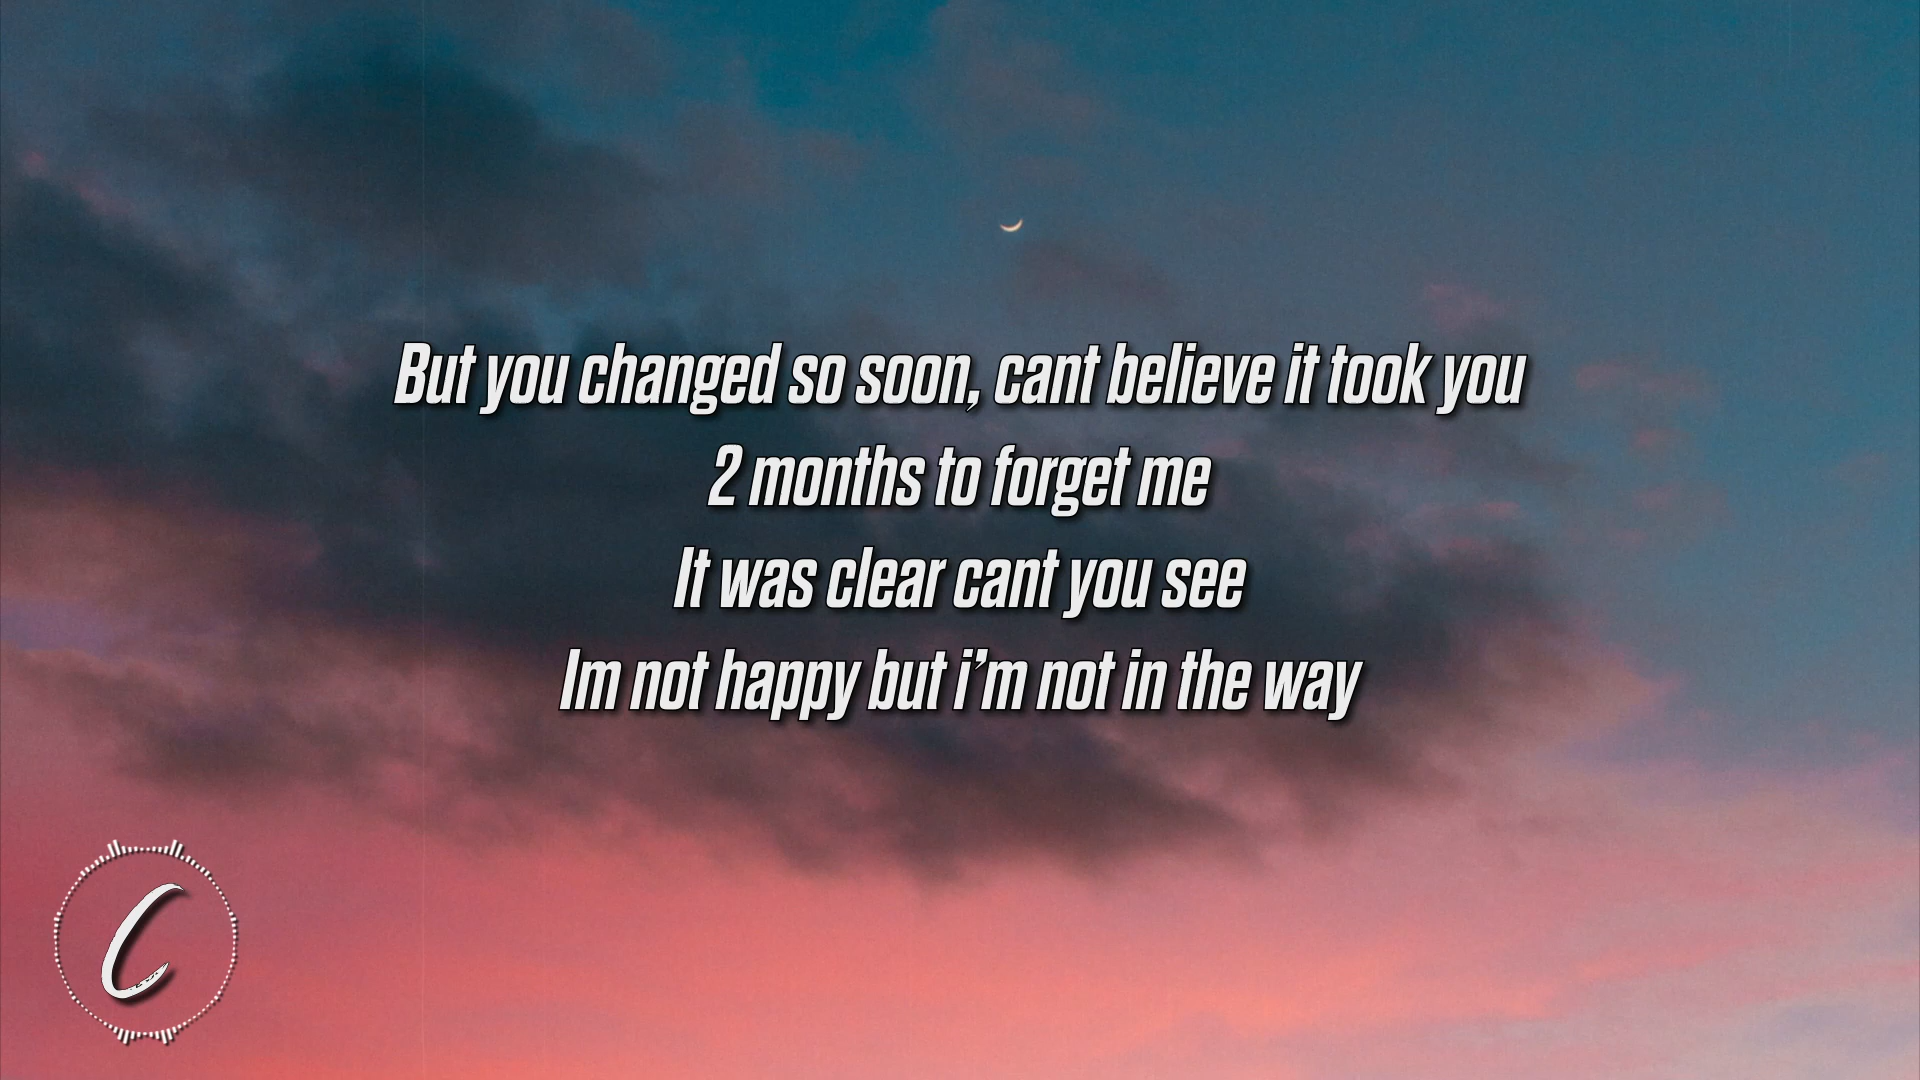 But you changed so soon, cant believe it took you
2 months to forget me
It was clear cant you see
Im not happy but i’m not in the way
C